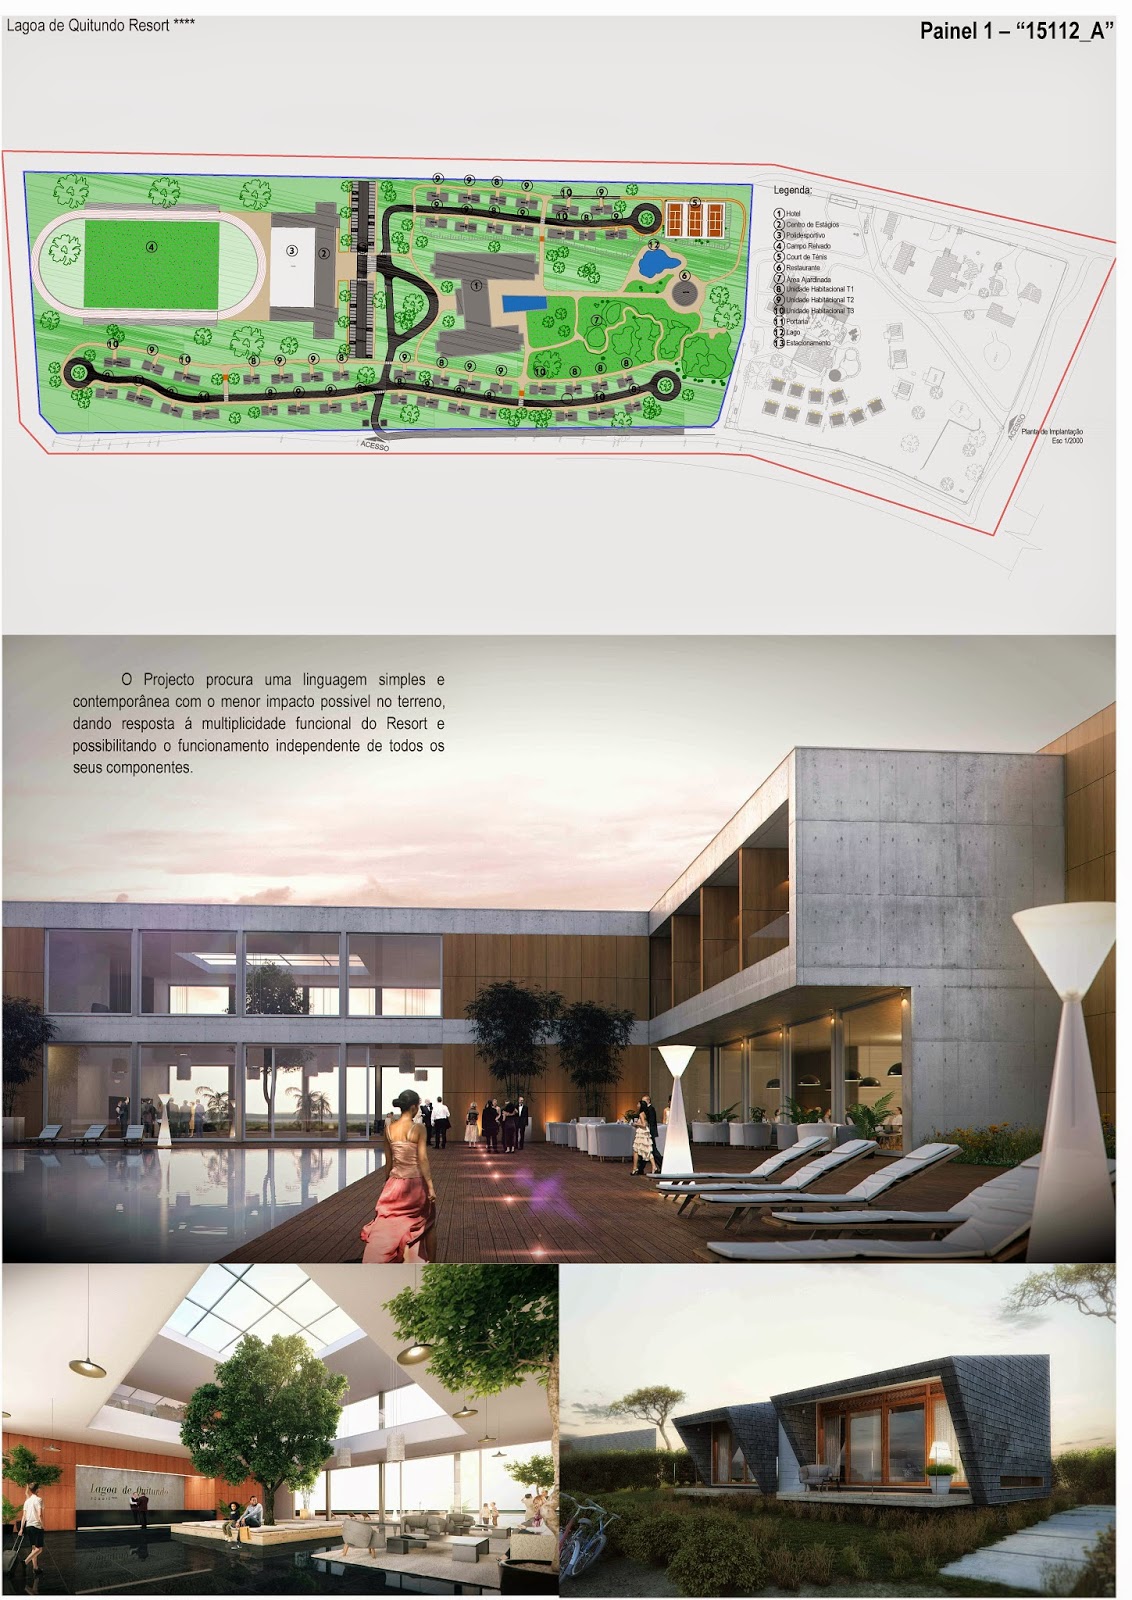 Lagoa de Quitundo Resort ****
Painel 1 – “15112_A”
Legenda:
1 Hotel
2 Centro de Estágios
3 Polidesportivo
4 Campo Relvado
5 Court de Ténis
6 Restaurante
7 Área Ajardinada
8 Unidade Habitacional T1
9 Unidade Habitacional T2
10 Unidade Habitacional T3
11 Portaria
12 Lago
13 Estacionamento
ACESSO
ACESSO
Planta de Implantação
Esc 1/2000
O Projecto procura uma linguagem simples e
contemporânea com o menor impacto possivel no terreno,
dando resposta á multiplicidade funcional do Resort e
possibilitando o funcionamento independente de todos os
seus componentes.
Lagoa de Quitundo